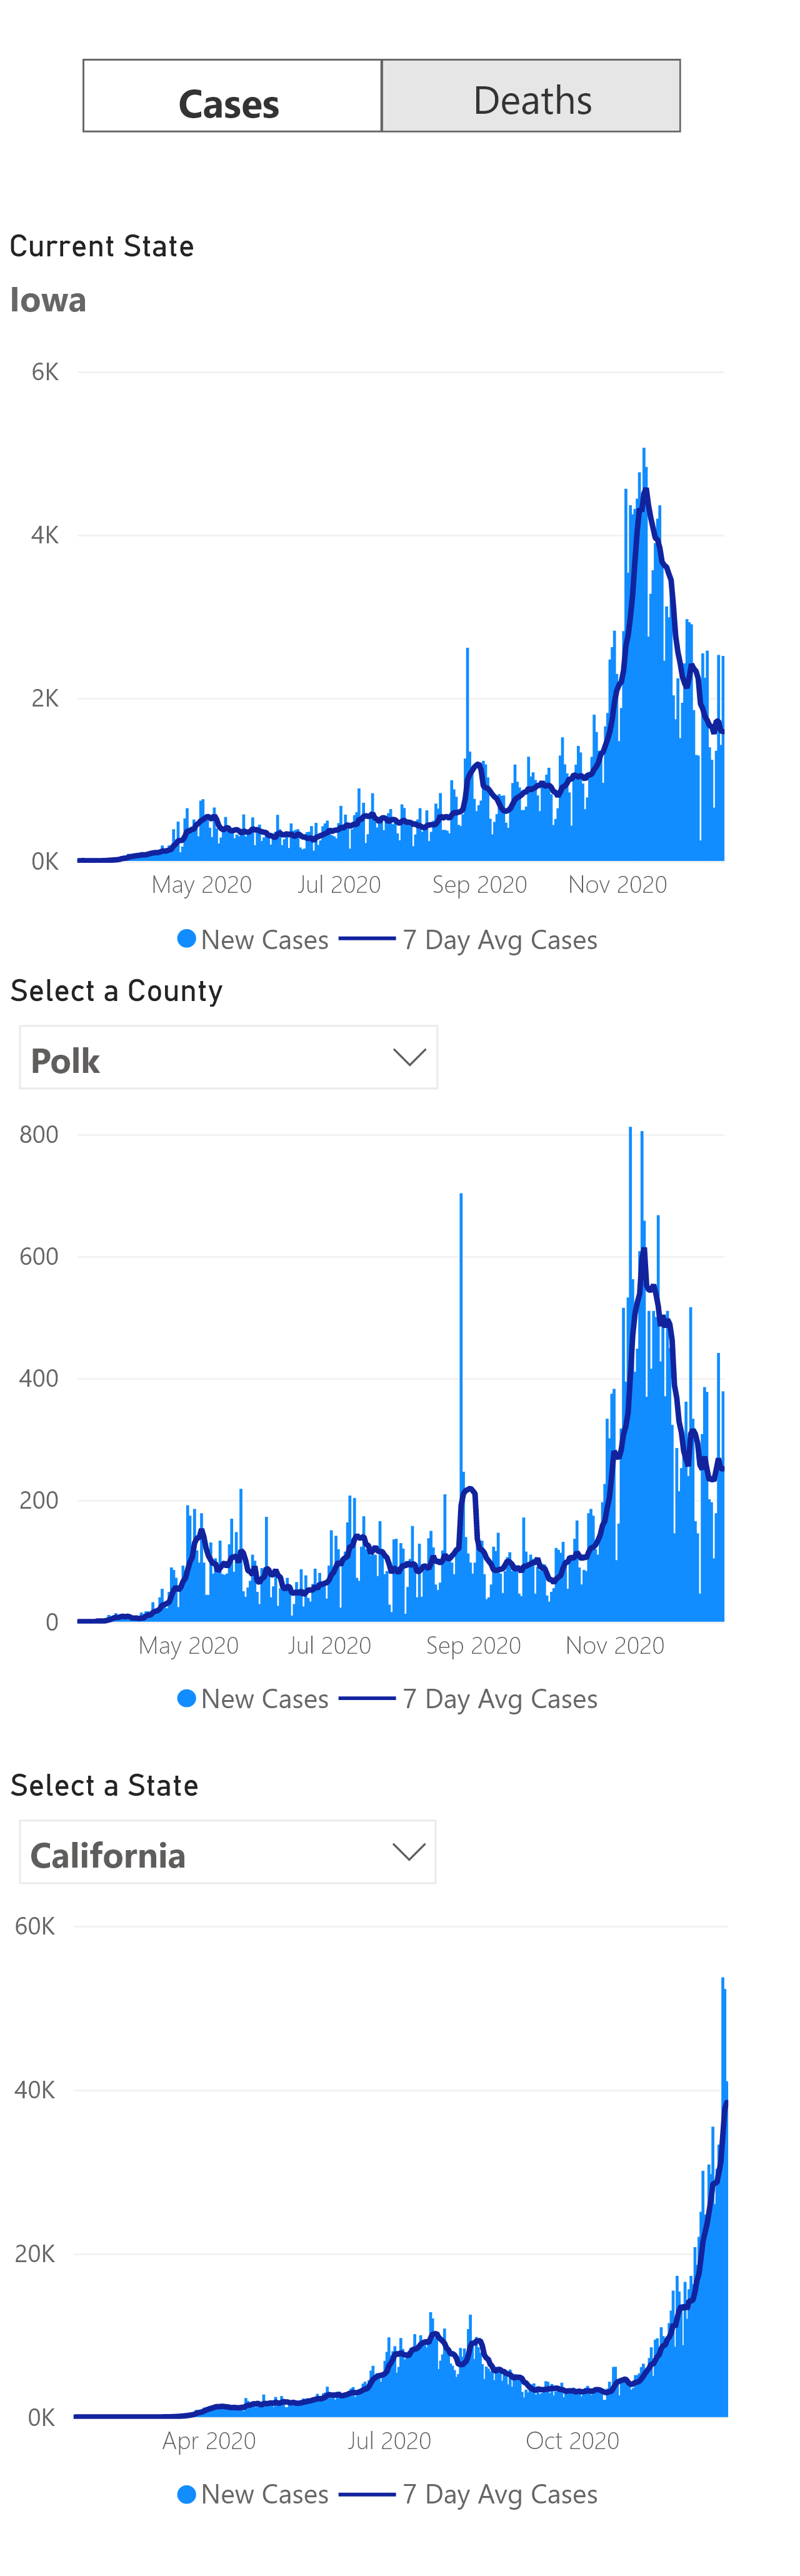 Cases Deaths
Current State
Iowa
6K
4K
2K
0K
May 2020 Jul 2020 Sep 2020 Nov 2020
New Cases 7 Day Avg Cases
Select a County
Polk
800
600
400
200
0
May 2020 Jul 2020 Sep 2020 Nov 2020
New Cases 7 Day Avg Cases
Select a State
California
60K
40K
20K
0K
Apr 2020 Jul 2020 Oct 2020
New Cases 7 Day Avg Cases